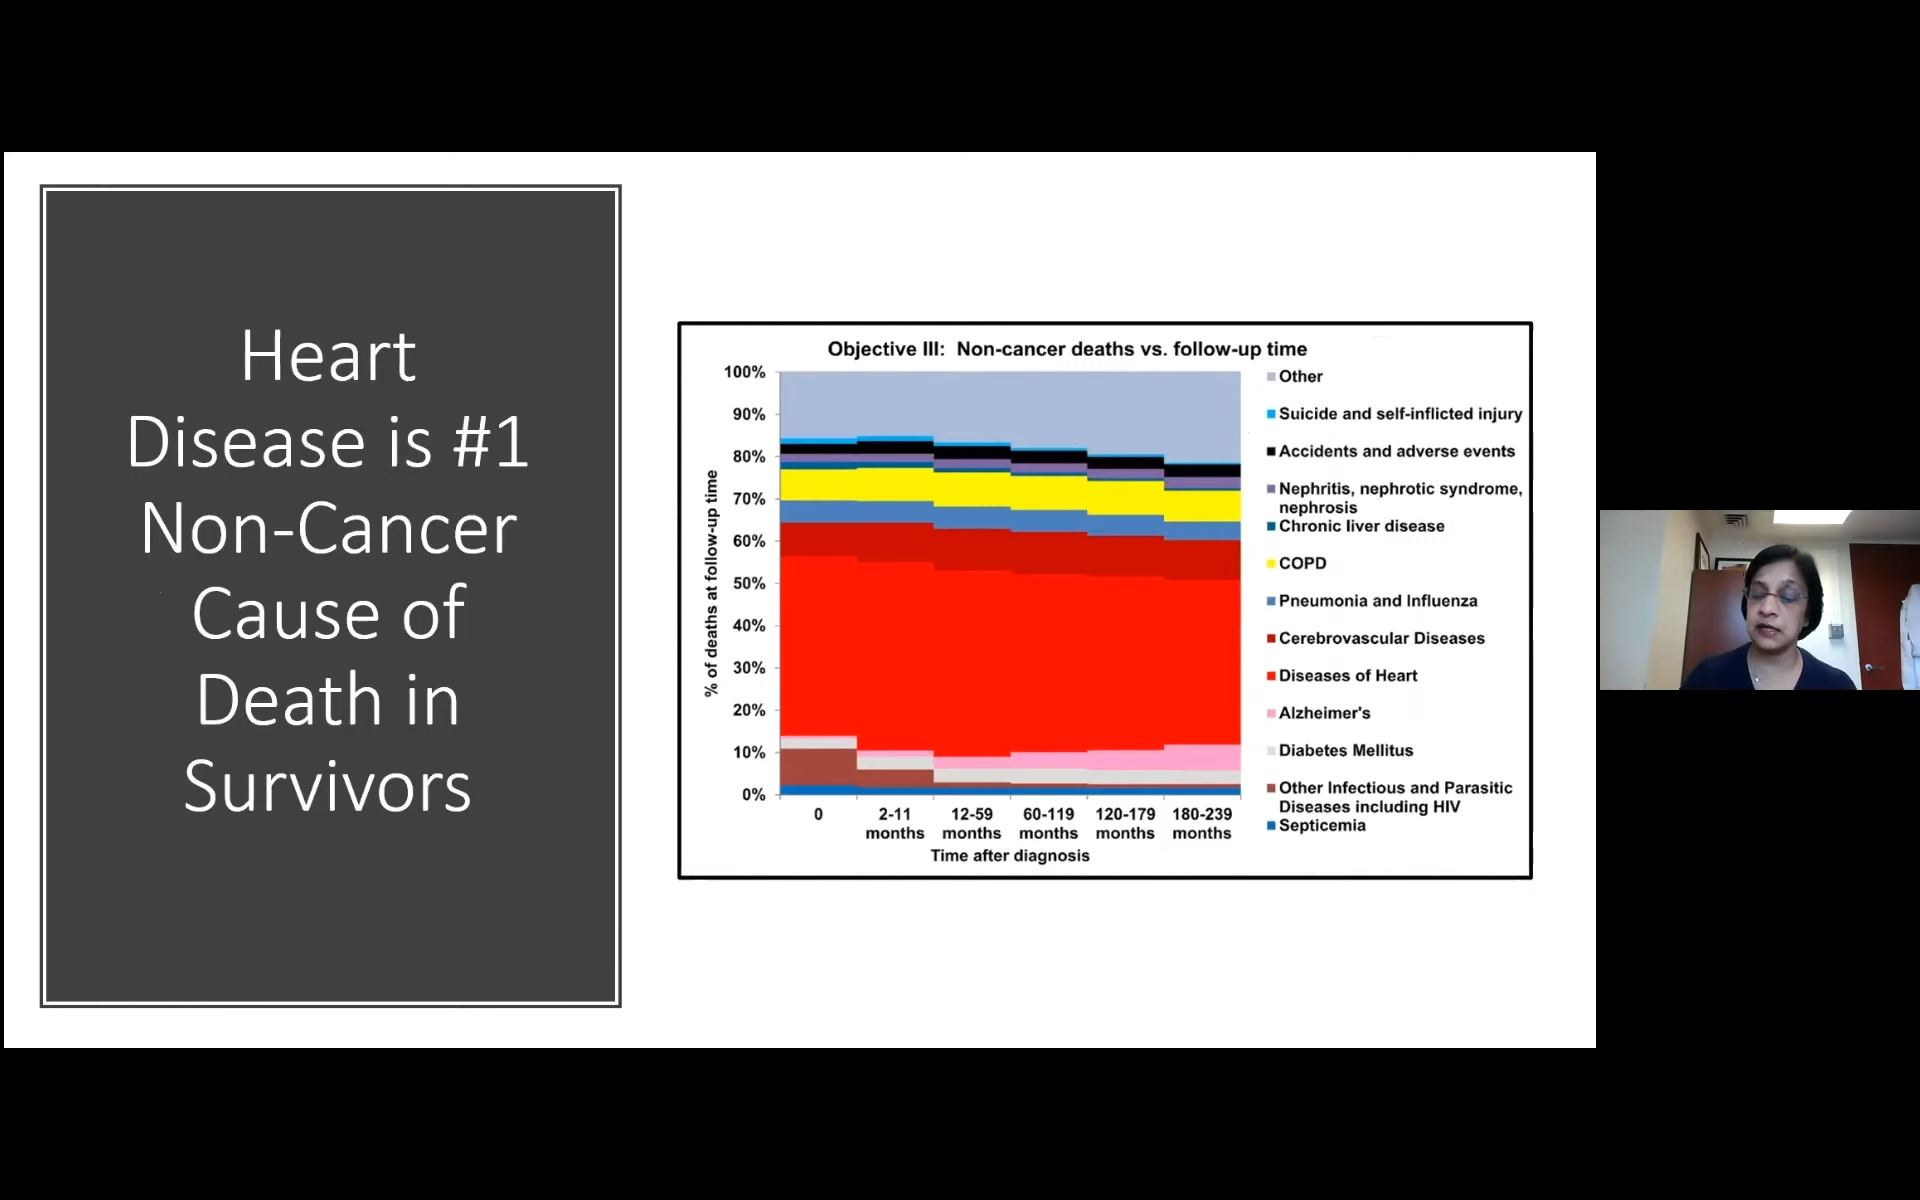 Heart
Disease is #1
Non-Cancer
Cause of
Death in
Survivors
Objective III: Non-cancer deaths vs. follow-up time
% of deaths at follow-up time
100%
90%
80%
70%
60%
50%
40%
30%
20%
10%
0%
0
2-11
months
12-59
months
60-119
months
120-179
months
180-239
months
Time after diagnosis
Other
Suicide and self-inflicted injury
Accidents and adverse events
Nephritis, nephrotic syndrome,
nephrosis
Chronic liver disease
COPD
Pneumonia and Influenza
Cerebrovascular Diseases
Diseases of Heart
Alzheimer's
Diabetes Mellitus
Other Infectious and Parasitic
Diseases including HIV
Septicemia